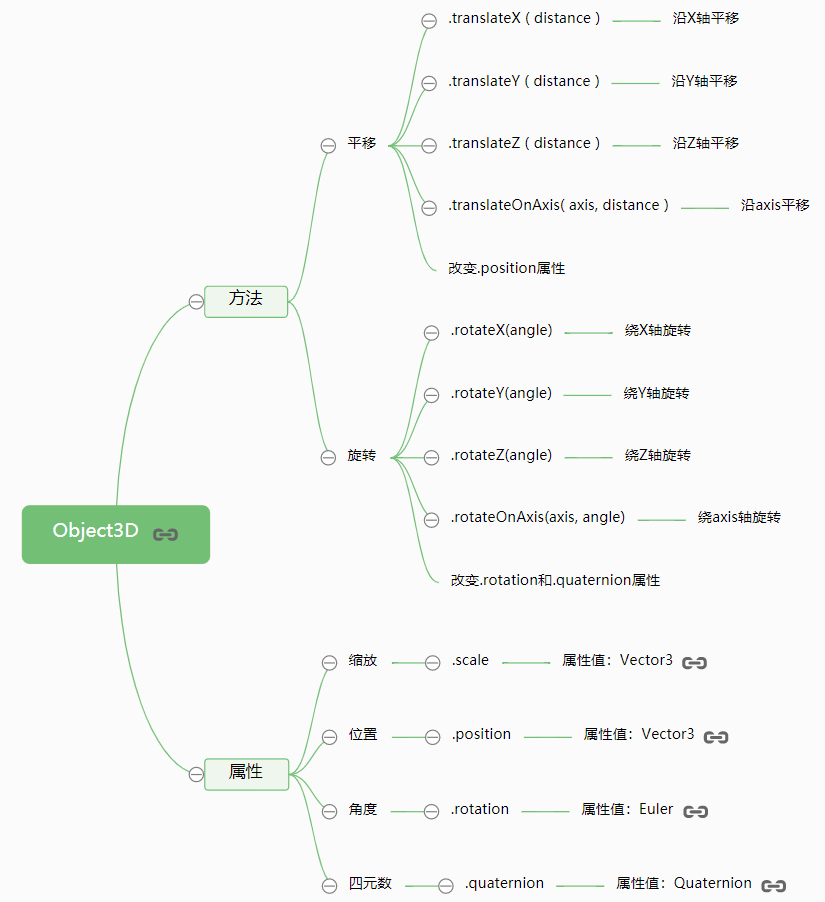 Object3D
方法
平移
.translateX ( distance )
沿X轴平移
.translateY ( distance )
沿Y轴平移
.translateZ ( distance )
沿Z轴平移
.translateOnAxis( axis, distance )
沿axis平移
改变.position属性
旋转
.rotateX(angle)
绕X轴旋转
.rotateY(angle)
绕Y轴旋转
.rotateZ(angle)
绕Z轴旋转
.rotateOnAxis(axis, angle)
绕axis轴旋转
改变.rotation和.quaternion属性
属性
缩放
.scale
属性值：Vector3
位置
.position
属性值：Vector3
角度
.rotation
属性值：Euler
四元数
.quaternion
属性值：Quaternion